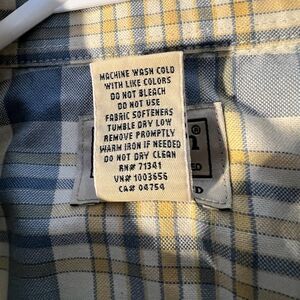 MACHINE WASH COLD
WITH LIKE COLORS
DO NOT BLEACH
DO NOT USE
FABRIC SOFTENERS
TUMBLE DRY LOW
REMOVE PROMPTLY
WARM IRON IF NEEDED
DO NOT DRY CLEAN
RN# 71341
VN# 1003656
CA# 04754